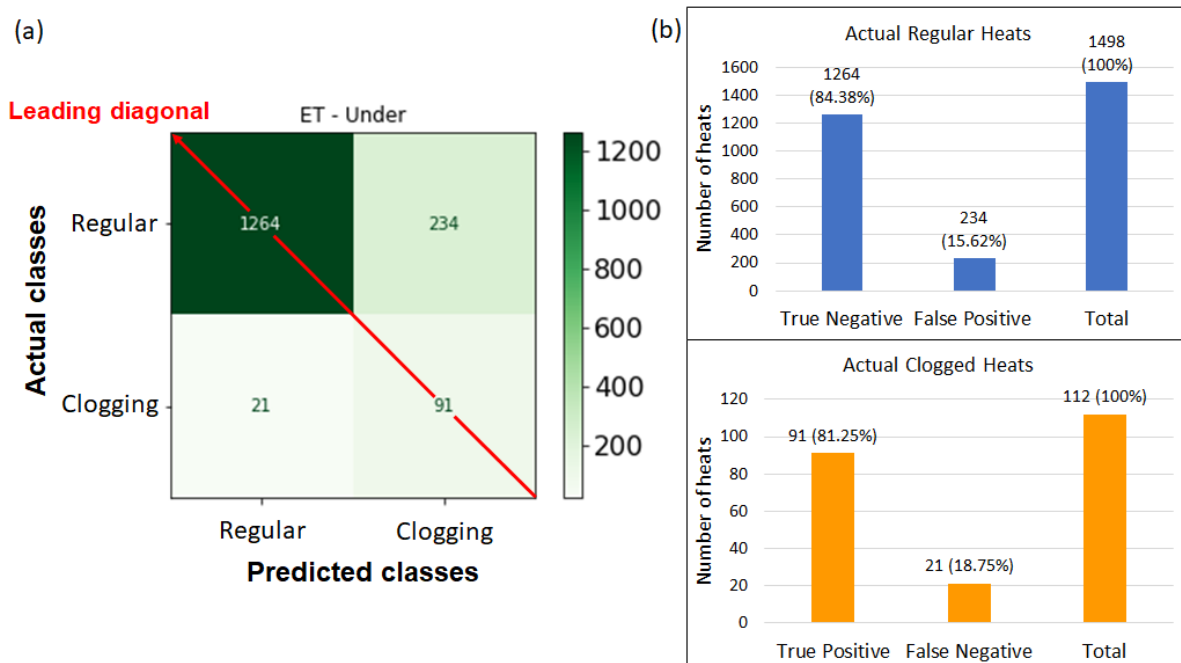 (a)
Leading diagonal
ET - Under
Actual classes
Regular
Clogging
1264
234
21
91
1200
1000
800
600
400
200
Regular
Clogging
Predicted classes
(b)
Actual Regular Heats
Number of heats
1600
1400
1200
1000
800
600
400
200
0
1264
(84.38%)
234
(15.62%)
1498
(100%)
True Negative
False Positive
Total
Actual Clogged Heats
Number of heats
120
100
80
60
40
20
0
91 (81.25%)
21 (18.75%)
112 (100%)
True Positive
False Negative
Total